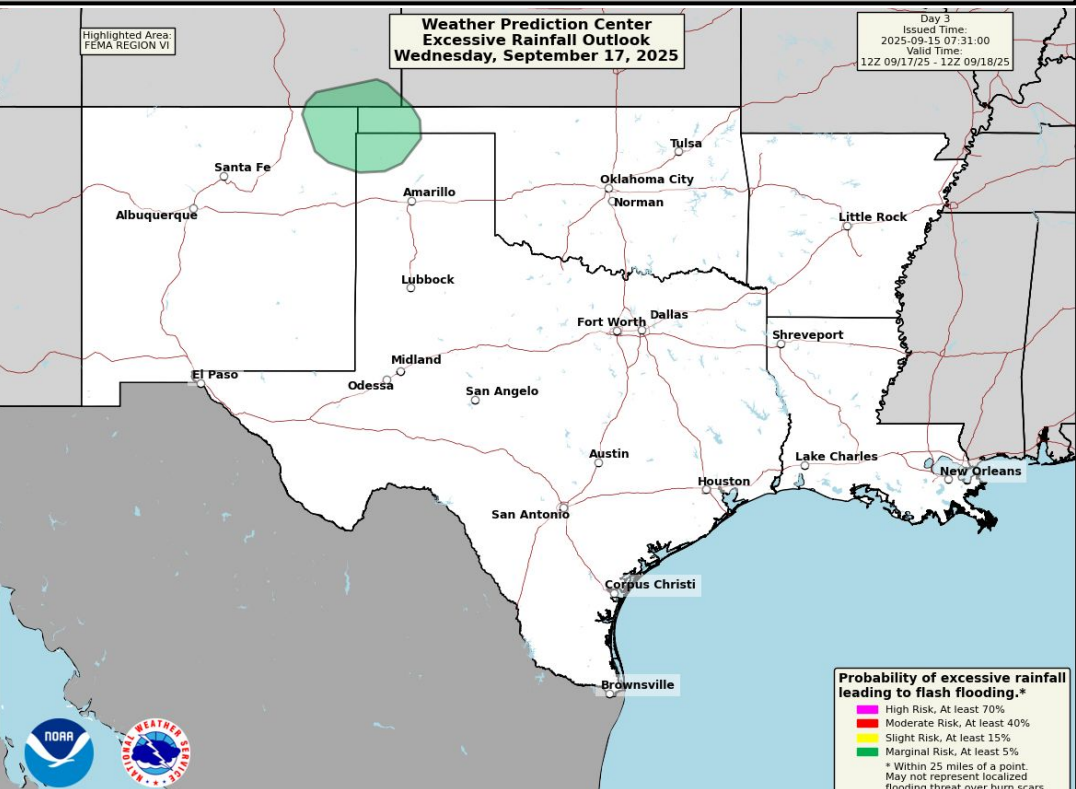 Highlighted Area:
FEMA REGION VI
Weather Prediction Center
Excessive Rainfall Outlook
Wednesday, September 17, 2025
Day 3
Issued Time:
2025-09-15 07:31:00
Valid Time:
12Z 09/17/25 - 12Z 09/18/25
Tulsa
Santa Fe
Oklahoma City
Amarillo
Norman
Albuquerque
Little Rock
Lubbock
Dallas
Fort Worth
Shreveport
Midland
El Paso
Odessa
San Angelo
Austin
Lake Charles
New Orleans
Houston
San Antonio
Corpus Christi
Brownsville
Probability of excessive rainfall
leading to flash flooding.*
High Risk, At least 70%
Moderate Risk, At least 40%
Slight Risk, At least 15%
Marginal Risk, At least 5%
* Within 25 miles of a point.
May not represent localized
flooding threat over burn scars
NOAA
NATIONAL WEATHER SERVICE